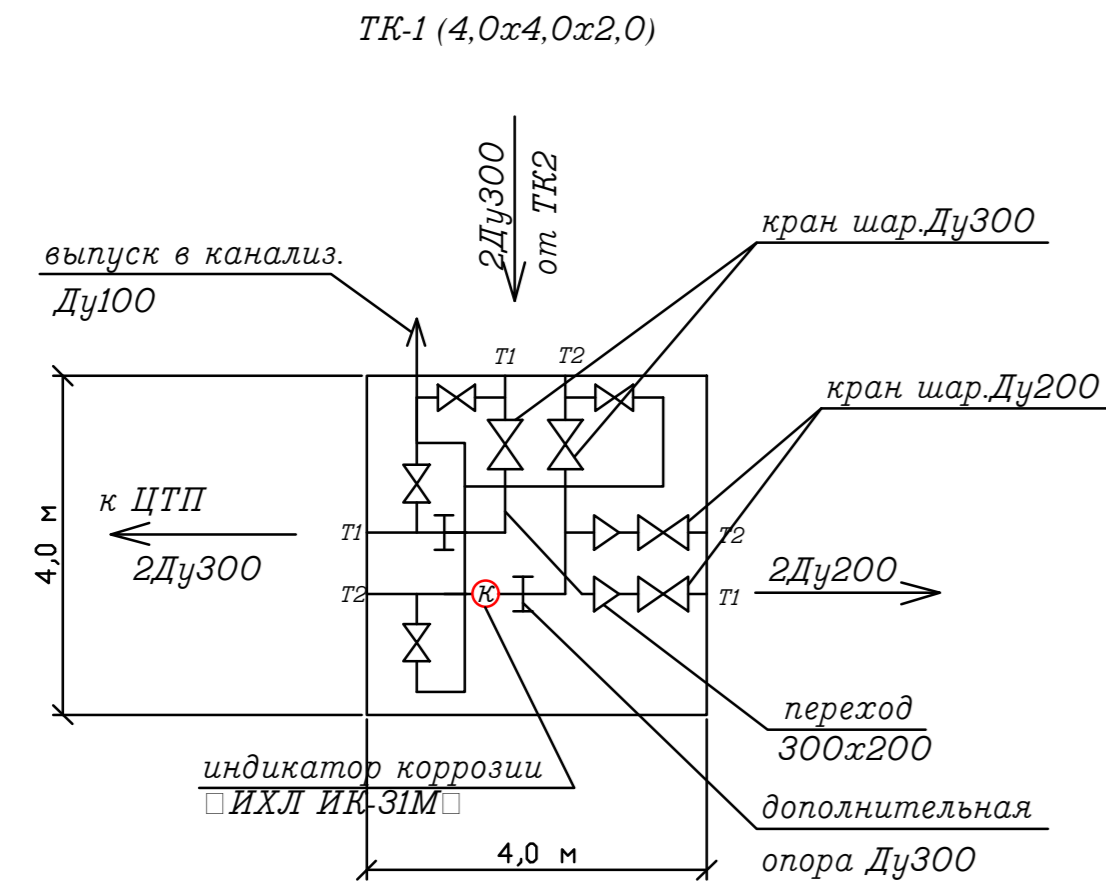 ТК-1 (4,0х4,0х2,0)
2Ду300
от ТК2
кран шар.Ду300
выпуск в канализ.
Ду100
Т1
Т2
кран шар.Ду200
к ЦТП
2Ду300
4,0 м
Т1
Т2
Т2
К
2Ду200
Т1
переход
300х200
индикатор коррозии
□ИХЛ ИК-31М□
дополнительная
опора Ду300
4,0 м